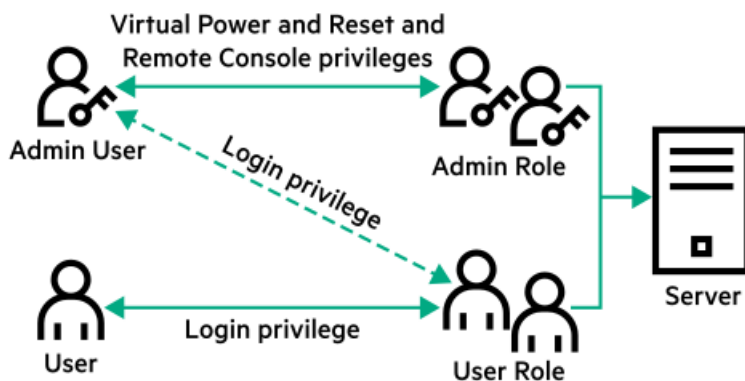 Virtual Power and Reset and
Remote Console privileges
Admin User
Admin Role
Login privilege
Server
Login privilege
User
User Role